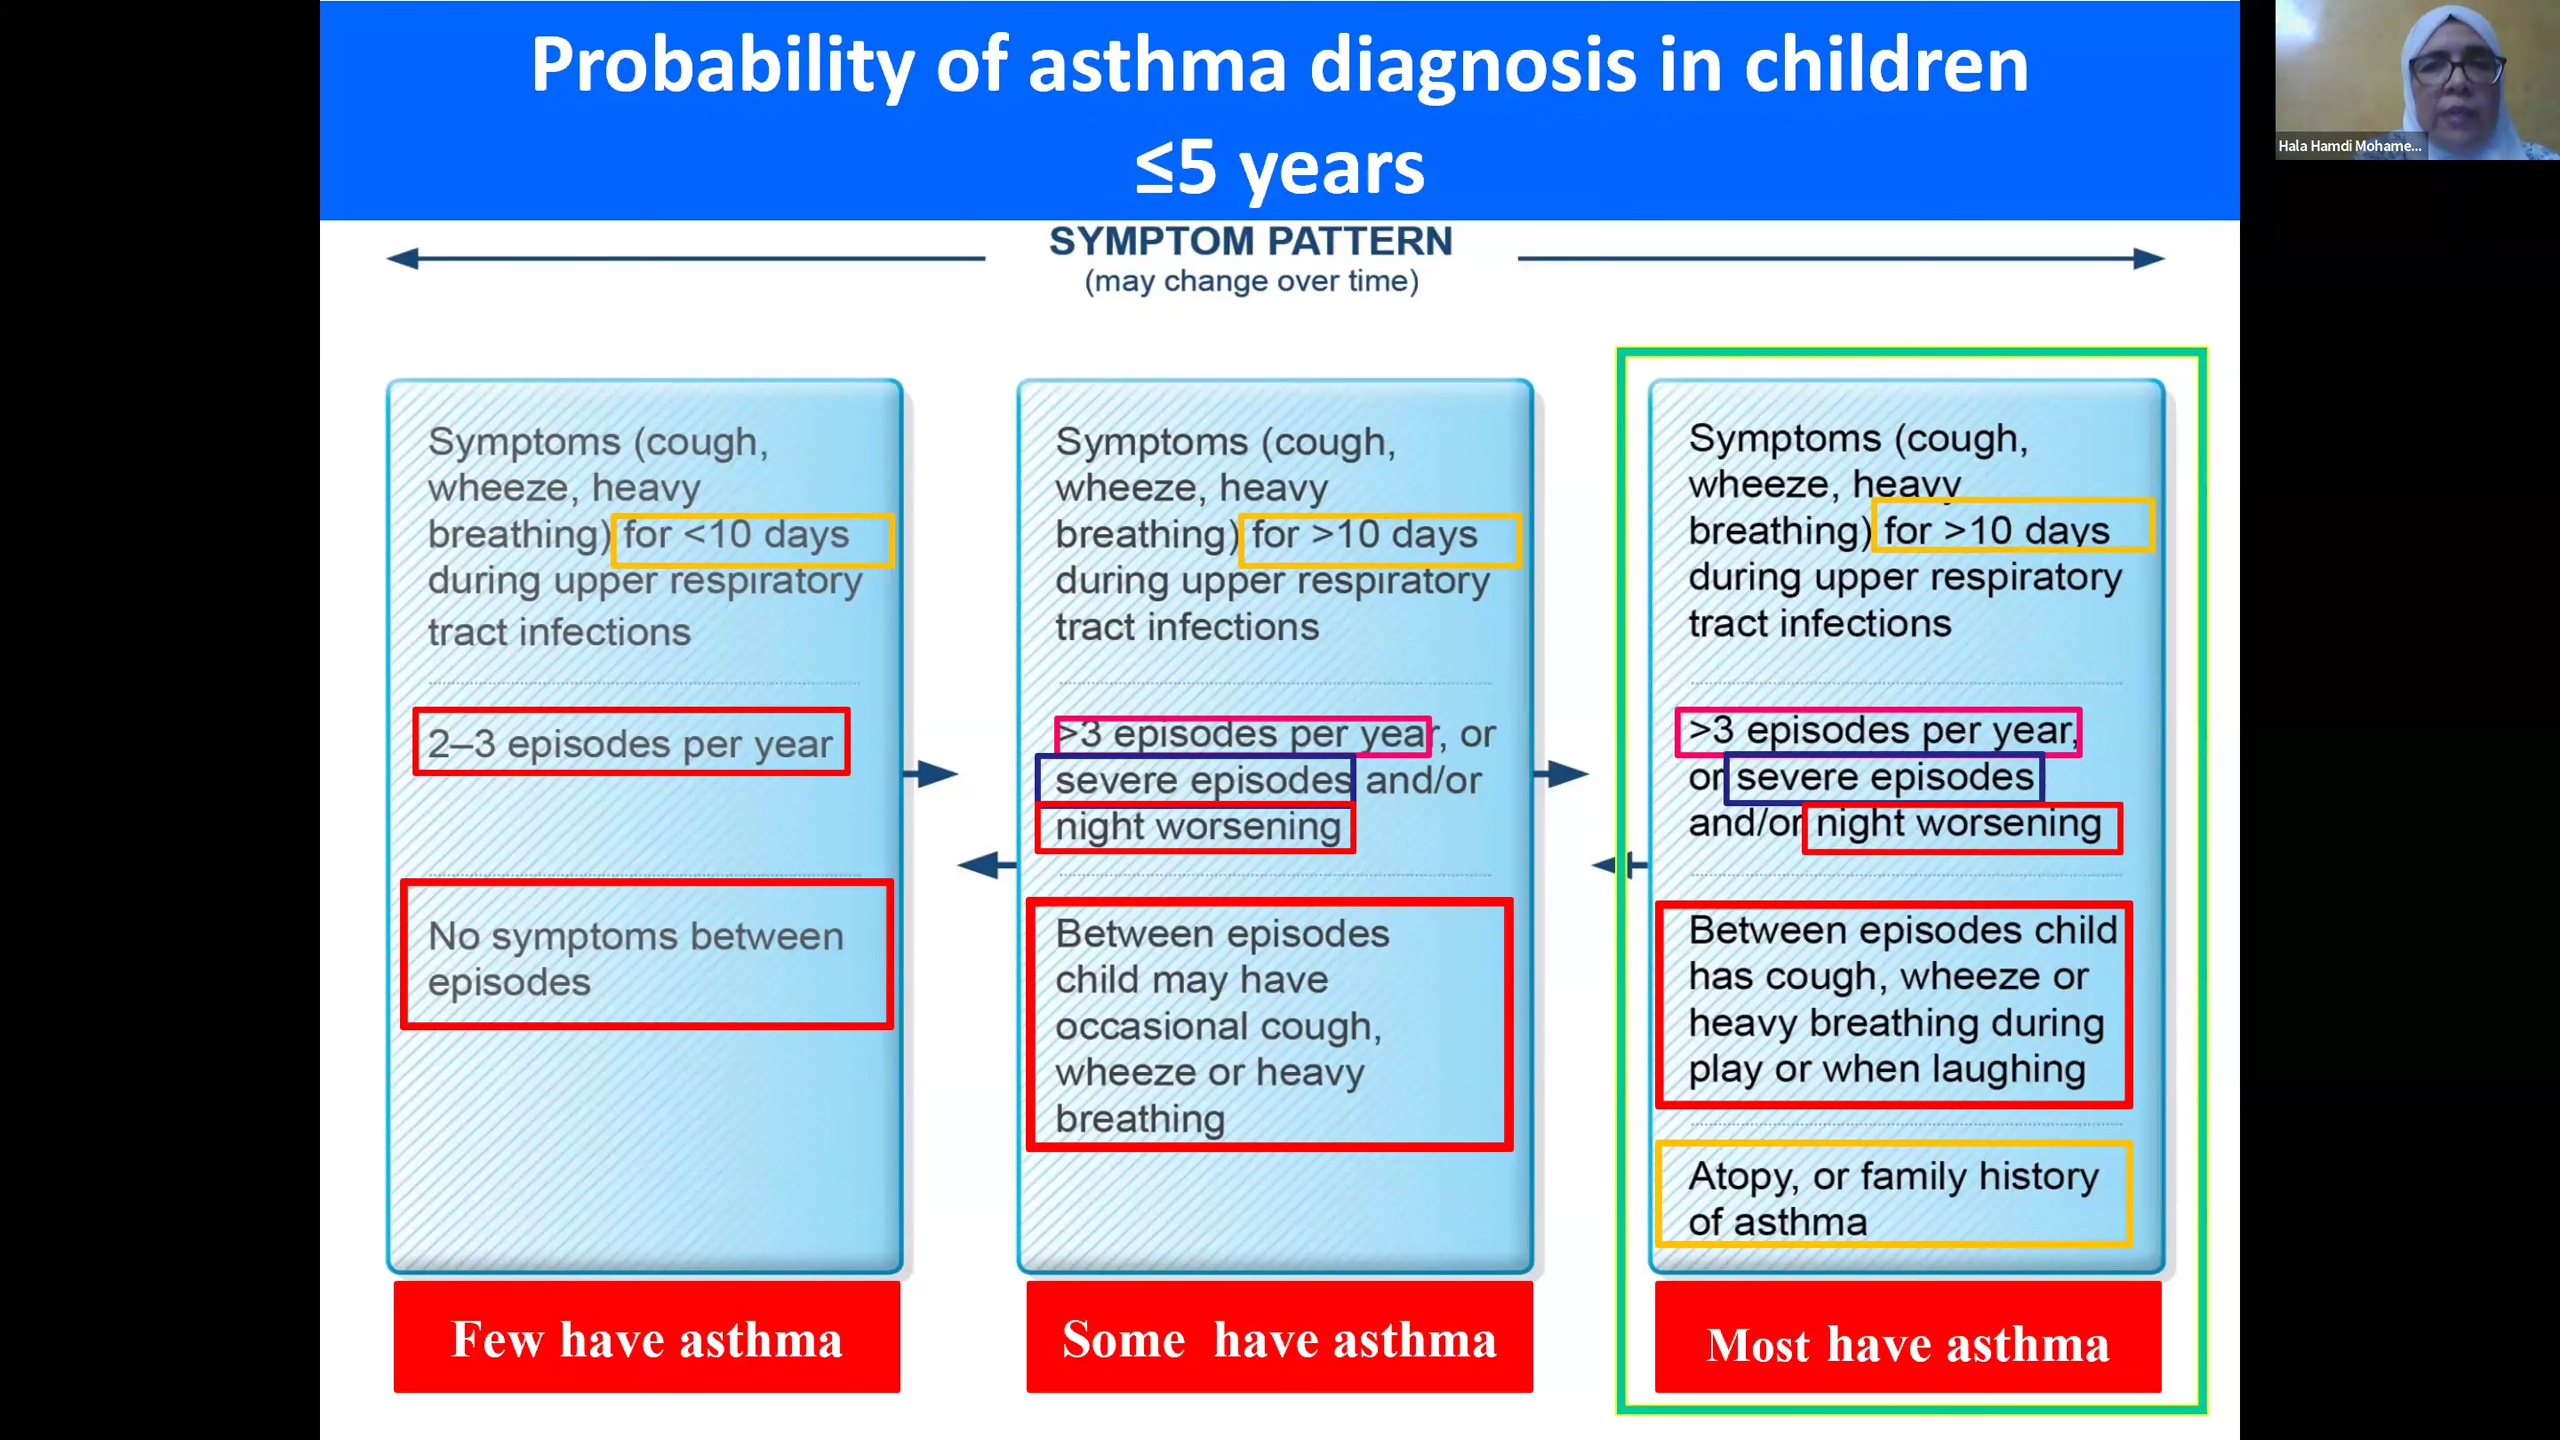 Probability of asthma diagnosis in children
≤5 years
Hala Hamdi Mohame...
SYMPTOM PATTERN
(may change over time)
Symptoms (cough,
wheeze, heavy
breathing) for <10 days
during upper respiratory
tract infections
2–3 episodes per year
No symptoms between
episodes
Few have asthma
Symptoms (cough,
wheeze, heavy
breathing) for >10 days
during upper respiratory
tract infections
>3 episodes per year, or
severe episodes and/or
night worsening
Between episodes
child may have
occasional cough,
wheeze or heavy
breathing
Some have asthma
Symptoms (cough,
wheeze, heavy
breathing) for >10 days
during upper respiratory
tract infections
>3 episodes per year,
or severe episodes
and/or night worsening
Between episodes child
has cough, wheeze or
heavy breathing during
play or when laughing
Atopy, or family history
of asthma
Most have asthma